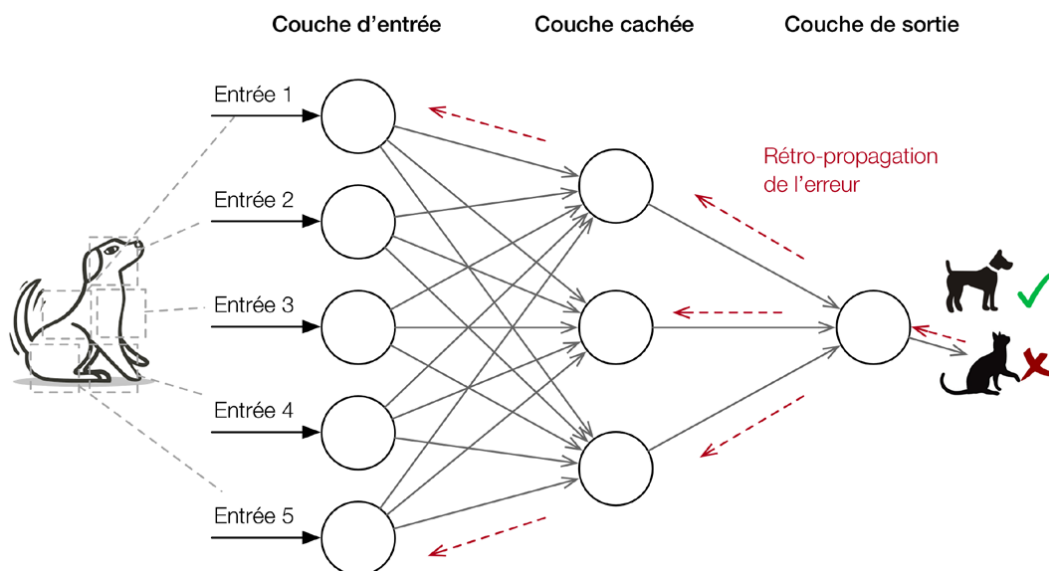 Couche d’entrée
Couche cachée
Couche de sortie
Entrée 1
Entrée 2
Entrée 3
Entrée 4
Entrée 5
Rétro-propagation
de l’erreur